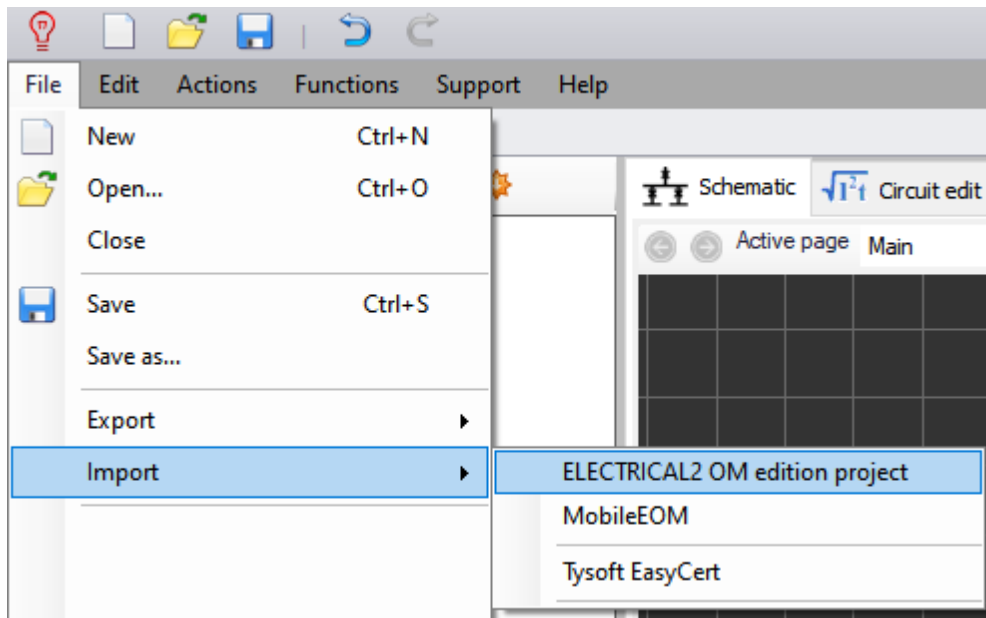 File Edit Actions Functions Support Help
New Ctrl+N
Open... Ctrl+O
Close
Save Ctrl+S
Save as...
Export
Import
ELECTRICAL2 OM edition project
MobileEOM
Tysoft EasyCert
Schematic √I²t Circuit edit
Active page Main